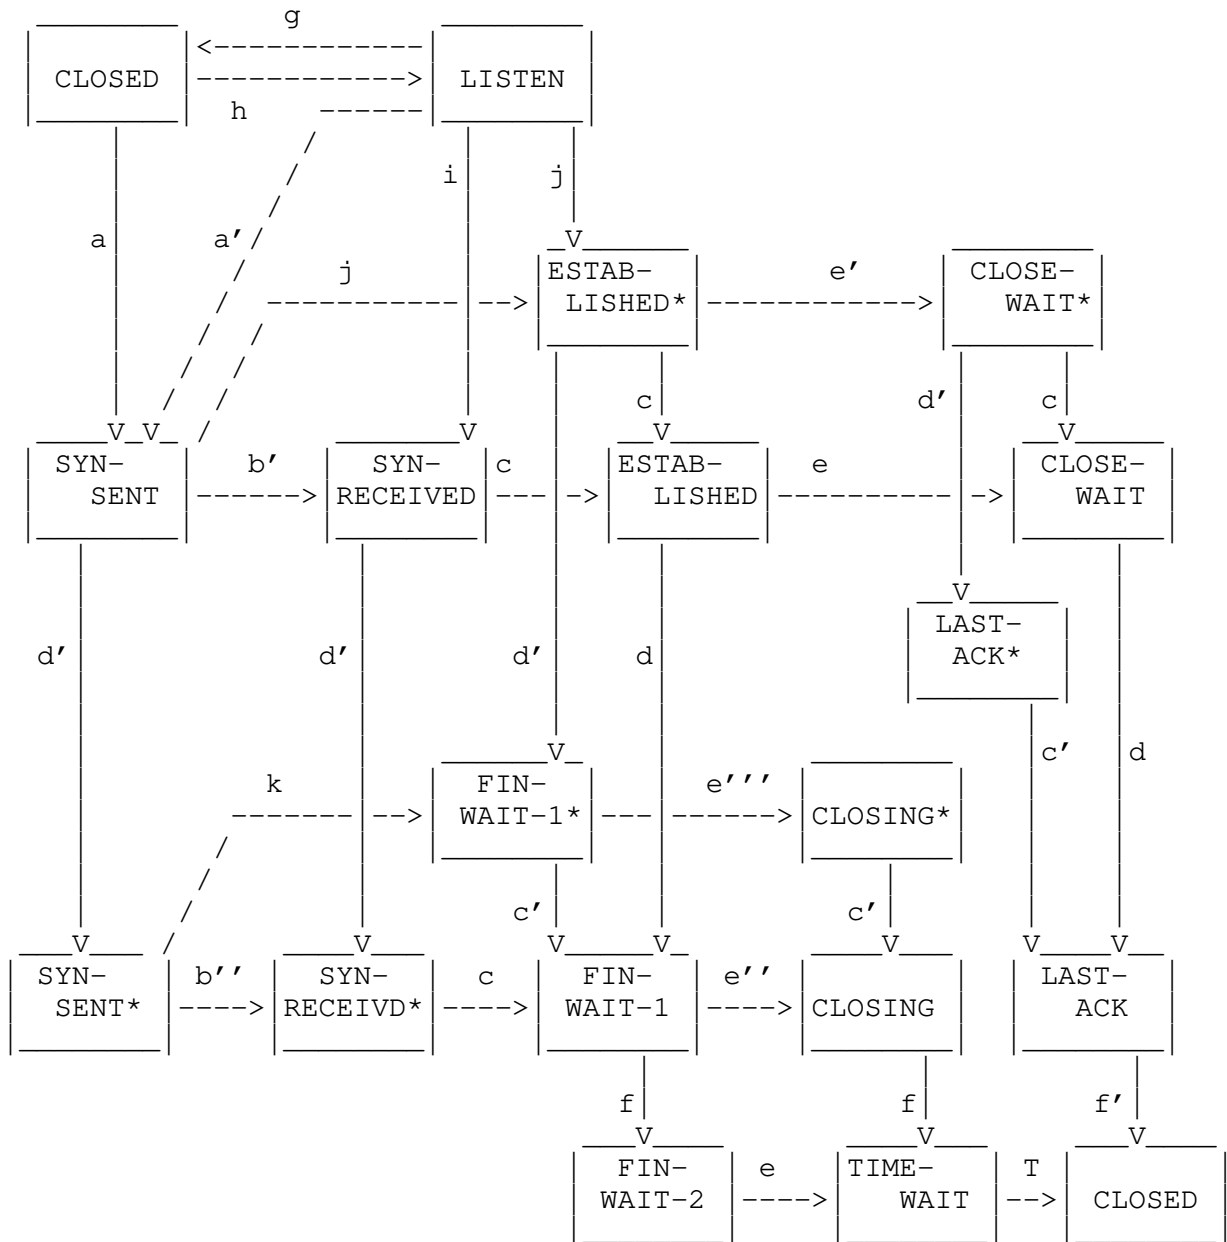 g
CLOSED LISTEN
h
i j
a a' 
j
ESTAB- e' CLOSE-
LISHED* WAIT*
c d' c
SYN- b' SYN- c ESTAB- e CLOSE-
SENT RECEIVED LISHED WAIT
LAST-
d' d' d' d ACK*
k FIN- e''' c' d
WAIT-1* CLOSING*
c' c'
SYN- b'' SYN- c FIN- e'' LAST-
SENT* RECEIVD* WAIT-1 CLOSING ACK
f f f'
FIN- e TIME- T
WAIT-2 WAIT CLOSED